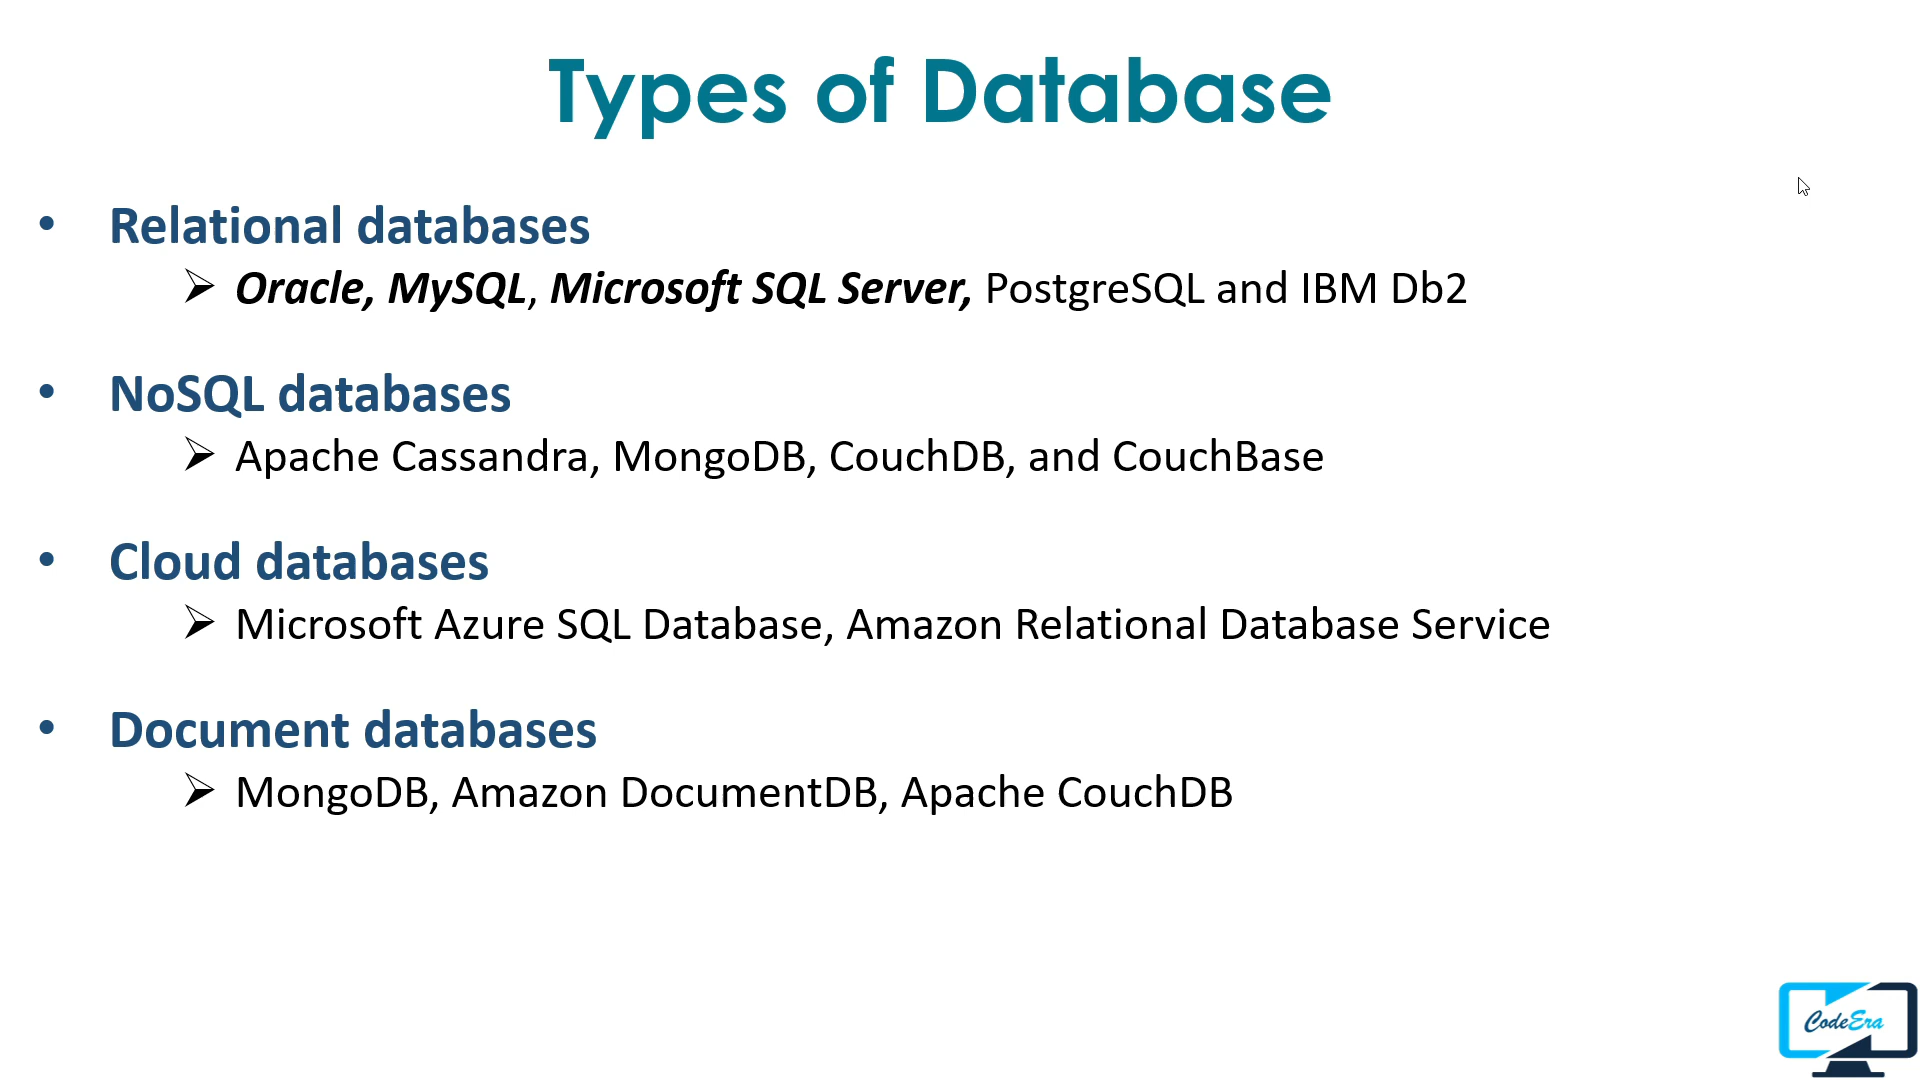 Types of Database
• Relational databases
➢ Oracle, MySQL, Microsoft SQL Server, PostgreSQL and IBM Db2
• NoSQL databases
➢ Apache Cassandra, MongoDB, CouchDB, and CouchBase
• Cloud databases
➢ Microsoft Azure SQL Database, Amazon Relational Database Service
• Document databases
➢ MongoDB, Amazon DocumentDB, Apache CouchDB
CodeEra